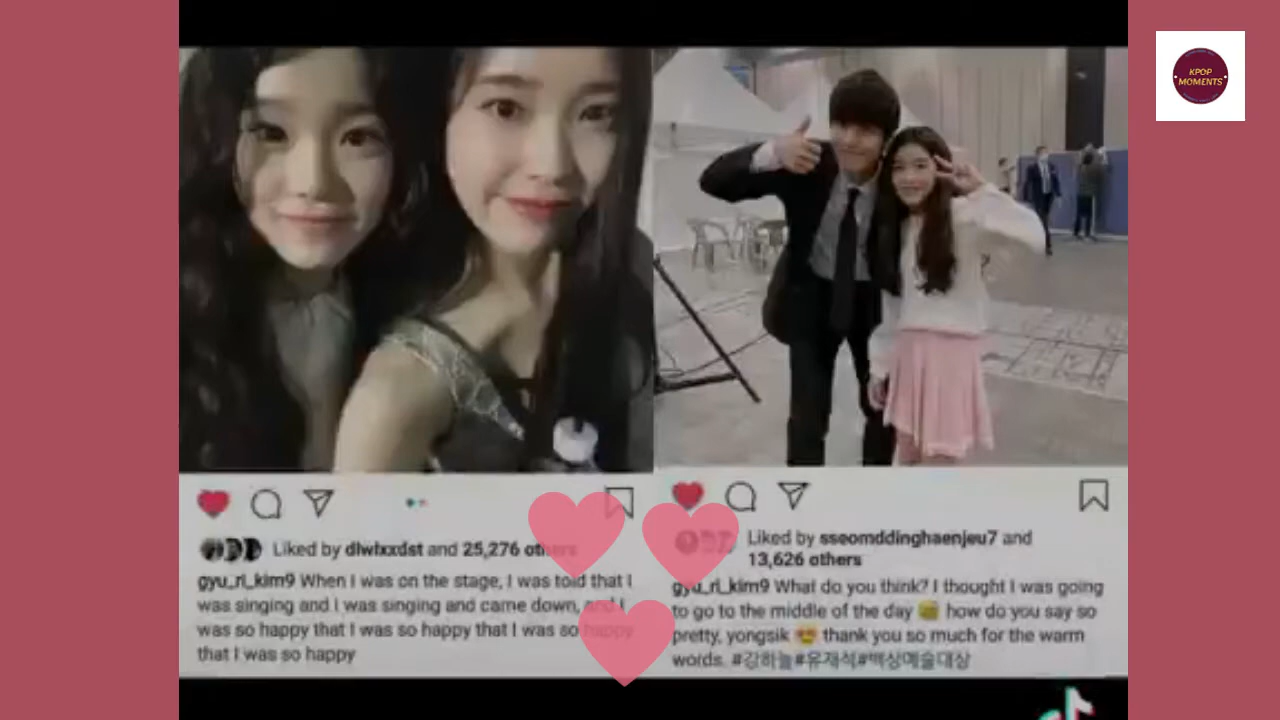 KPOP
MOMENTS
Liked by dlwlxxdst and 25,276 others
gyu_ri_kim9 When I was on the stage, I was told that I
was singing and I was singing and came down, and I
was so happy that I was so happy that I was so happy
that I was so happy
Liked by sseomddinghaenjeu7 and
13,626 others
gyu_ri_kim9 What do you think? I thought I was going
to go to the middle of the day how do you say so
pretty, yongsik 😍 thank you so much for the warm
words. #강하늘#유재석#백상예술대상